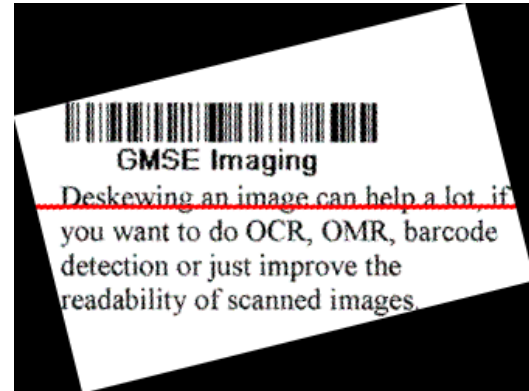 GMSE Imaging
Deskewing an image can help a lot, if
you want to do OCR, OMR, barcode
detection or just improve the
readability of scanned images.